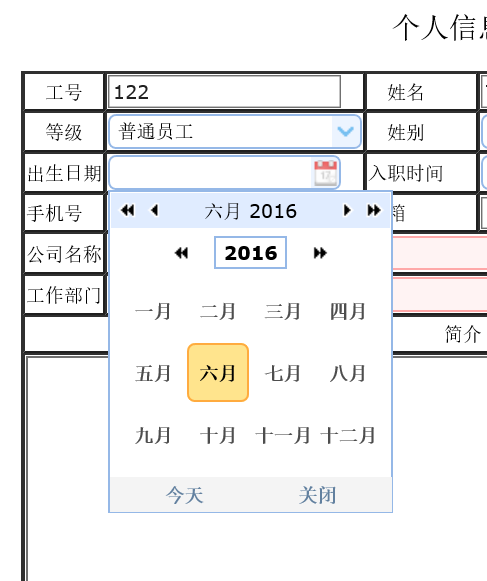 个人信
工号 122 姓名
等级 普通员工 姓别
出生日期 入职时间
手机号 箱
六月 2016
公司名称
2016
工作部门
一月 二月 三月 四月
简介
五月 六月 七月 八月
九月 十月 十一月 十二月
今天 关闭